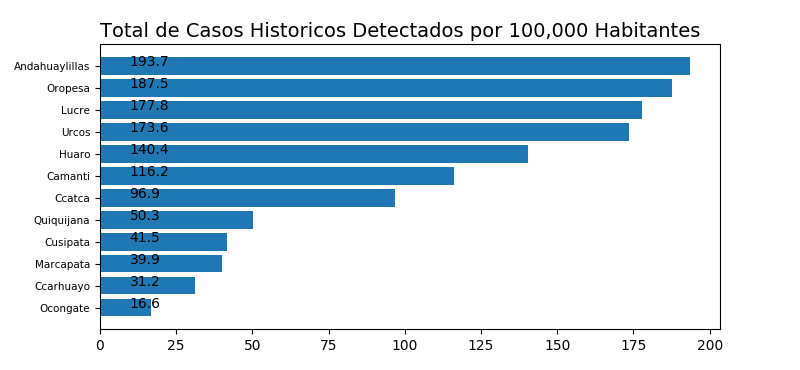 Total de Casos Historicos Detectados por 100,000 Habitantes
Andahuaylillas 193.7
Oropesa 187.5
Lucre 177.8
Urcos 173.6
Huaro 140.4
Camanti 116.2
Ccatca 96.9
Quiquijana 50.3
Cusipata 41.5
Marcapata 39.9
Ccarhuayo 31.2
Ocongate 16.6
0 25 50 75 100 125 150 175 200